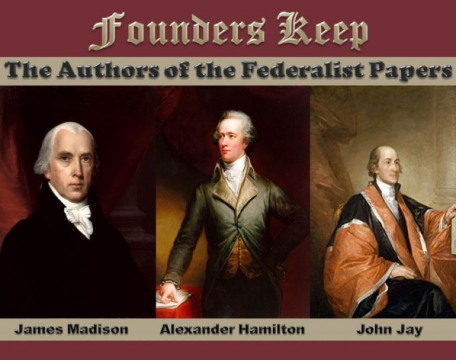 Founders Keep
The Authors of the Federalist Papers
James Madison Alexander Hamilton John Jay